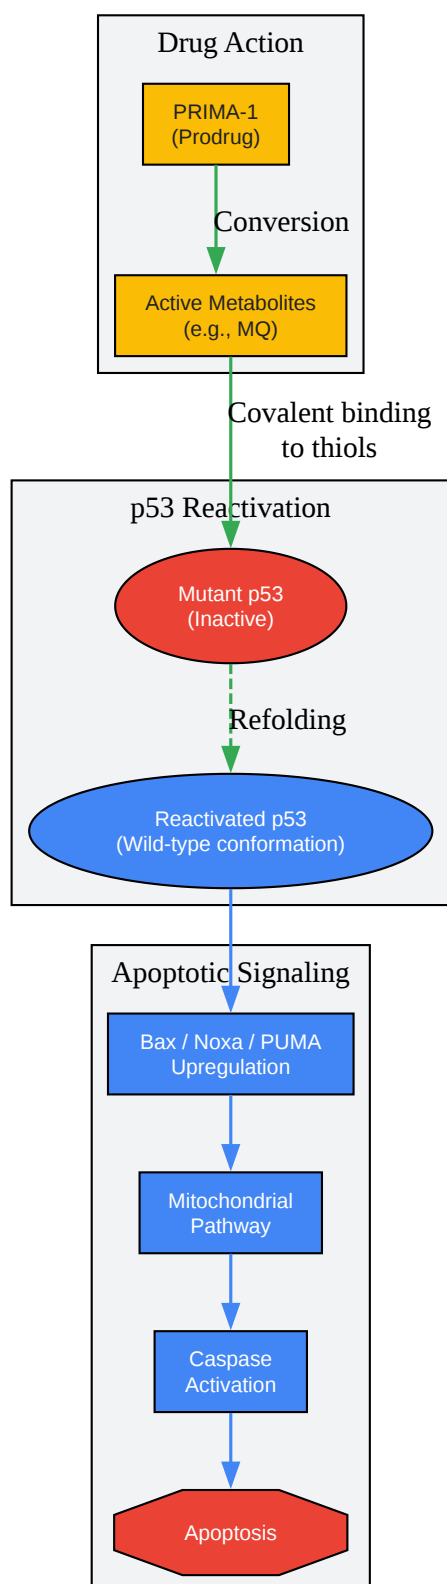 Drug Action
PRIMA-1
(Prodrug)
Conversion
Active Metabolites
(e.g., MQ)
Covalent binding
to thiols
p53 Reactivation
Mutant p53
(Inactive)
Refolding
Reactivated p53
(Wild-type conformation)
Apoptotic Signaling
Bax / Noxa / PUMA
Upregulation
Mitochondrial
Pathway
Caspase
Activation
Apoptosis